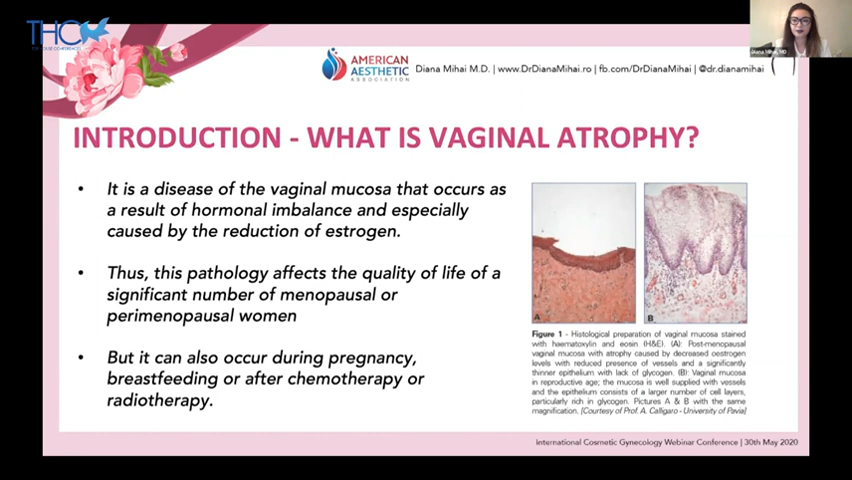 THC
TOP HOUSE CONFERENCES
AMERICAN
AESTHETIC
ASSOCIATION
Diana Mihai M.D. | www.DrDianaMihai.ro | fb.com/DrDianaMihai | @dr.dianamihai
Diana Mihai, MD
INTRODUCTION - WHAT IS VAGINAL ATROPHY?
• It is a disease of the vaginal mucosa that occurs as
a result of hormonal imbalance and especially
caused by the reduction of estrogen.
• Thus, this pathology affects the quality of life of a
significant number of menopausal or
perimenopausal women
• But it can also occur during pregnancy,
breastfeeding or after chemotherapy or
radiotherapy.
A
B
Figure 1 - Histological preparation of vaginal mucosa stained
with haematoxylin and eosin (H&E). (A): Post-menopausal
vaginal mucosa with atrophy caused by decreased oestrogen
levels with reduced presence of vessels and a significantly
thinner epithelium with lack of glycogen. (B): Vaginal mucosa
in reproductive age; the mucosa is well supplied with vessels
and the epithelium consists of a larger number of cell layers,
particularly rich in glycogen. Pictures A & B with the same
magnification. [Courtesy of Prof. A. Calligaro - University of Pavia]
International Cosmetic Gynecology Webinar Conference | 30th May 2020